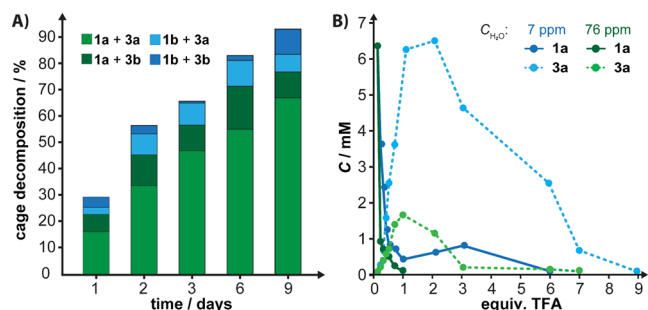 A)
1a + 3a 1b + 3a
1a + 3b 1b + 3b
cage decomposition / %
90
80
70
60
50
40
30
20
10
0
1 2 3 6 9
time / days
B)
C H₂O: 7 ppm 76 ppm
1a 1a
3a 3a
C / mM
7
6
5
4
3
2
1
0
0 1 2 3 4 5 6 7 8 9
equiv. TFA